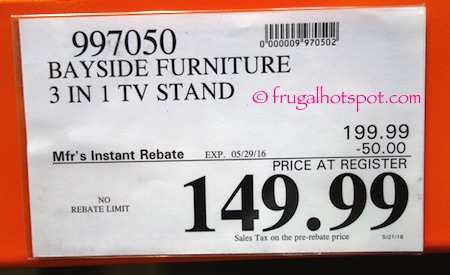 997050
0000009970502
BAYSIDE FURNITURE
3 IN 1 TV STAND
© frugalhotspot.com
199.99
Mfr's Instant Rebate EXP. 05/29/16 -50.00
PRICE AT REGISTER
NO
REBATE LIMIT
149.99
Sales Tax on the pre-rebate price
5/21/16